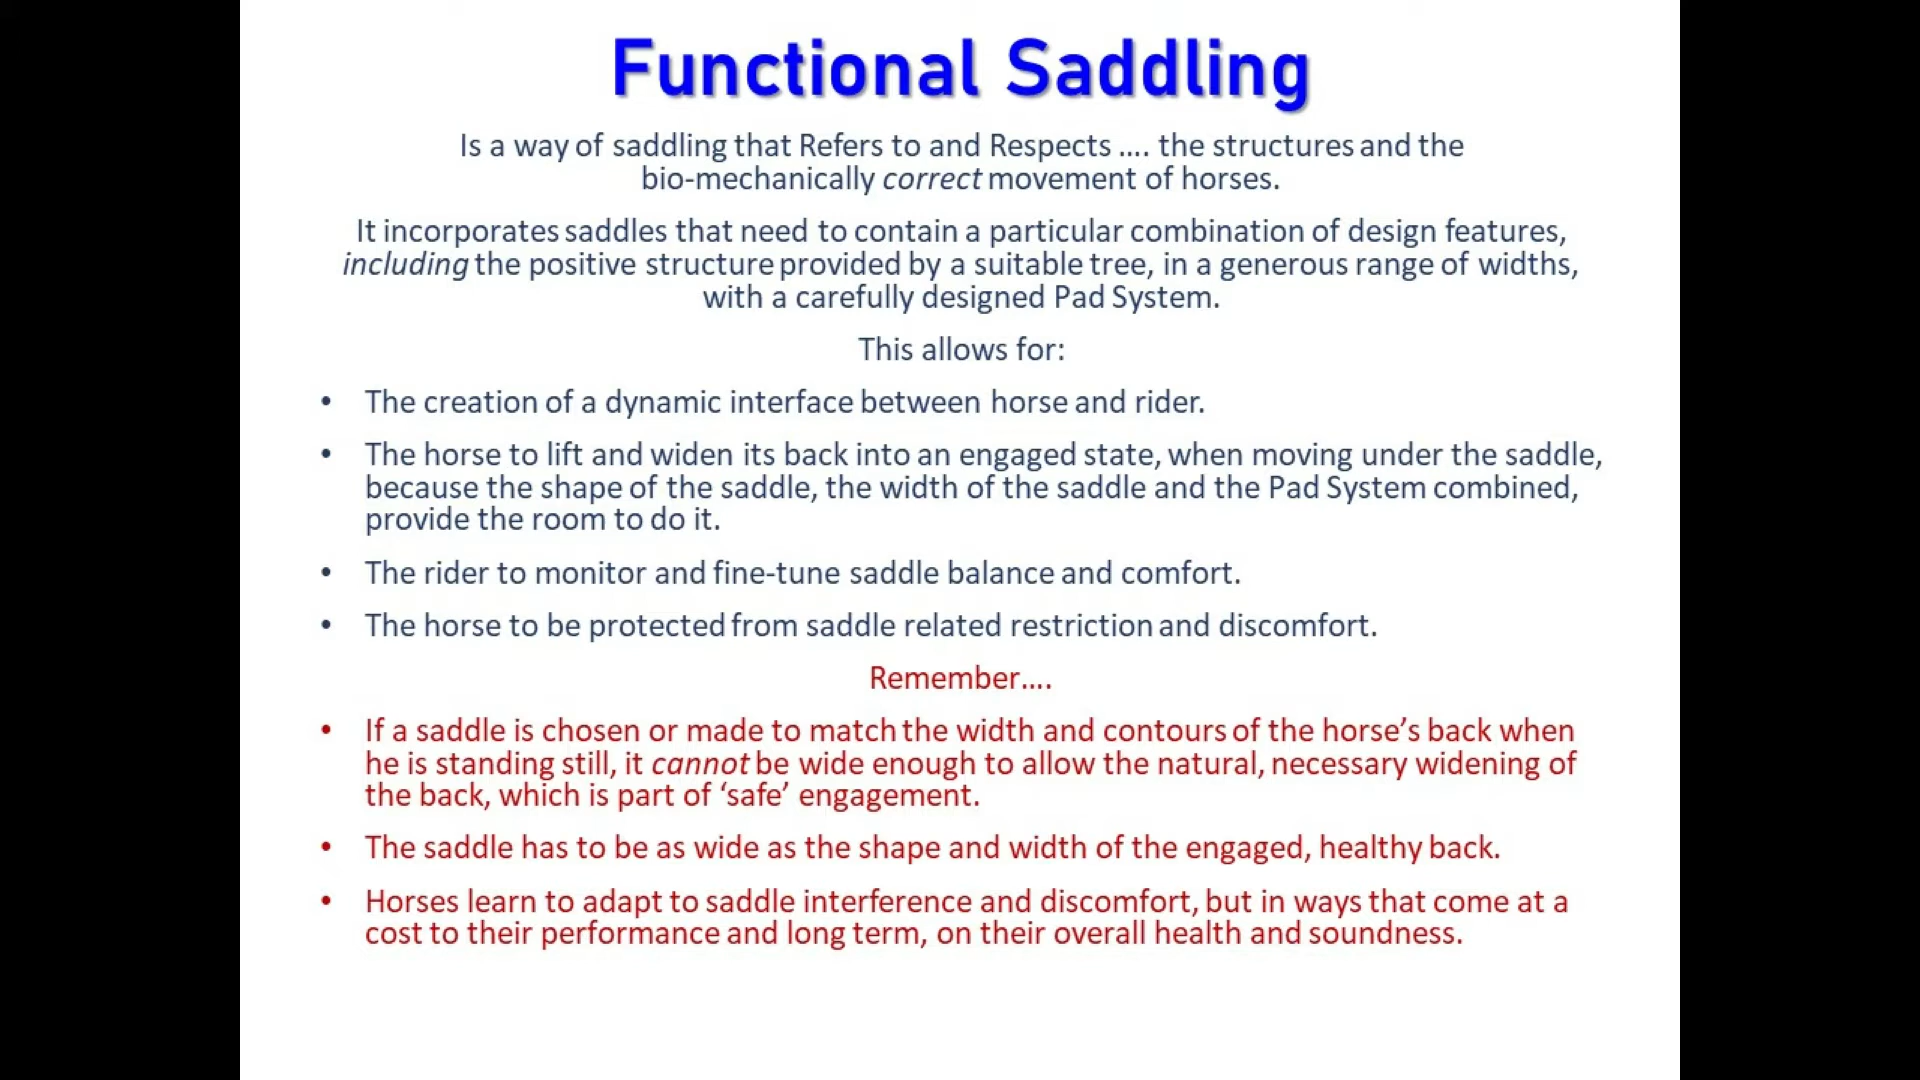 Functional Saddling
Is a way of saddling that Refers to and Respects .... the structures and the
bio-mechanically correct movement of horses.
It incorporates saddles that need to contain a particular combination of design features,
including the positive structure provided by a suitable tree, in a generous range of widths,
with a carefully designed Pad System.
This allows for:
• The creation of a dynamic interface between horse and rider.
• The horse to lift and widen its back into an engaged state, when moving under the saddle,
because the shape of the saddle, the width of the saddle and the Pad System combined,
provide the room to do it.
• The rider to monitor and fine-tune saddle balance and comfort.
• The horse to be protected from saddle related restriction and discomfort.
Remember....
• If a saddle is chosen or made to match the width and contours of the horse’s back when
he is standing still, it cannot be wide enough to allow the natural, necessary widening of
the back, which is part of ‘safe’ engagement.
• The saddle has to be as wide as the shape and width of the engaged, healthy back.
• Horses learn to adapt to saddle interference and discomfort, but in ways that come at a
cost to their performance and long term, on their overall health and soundness.